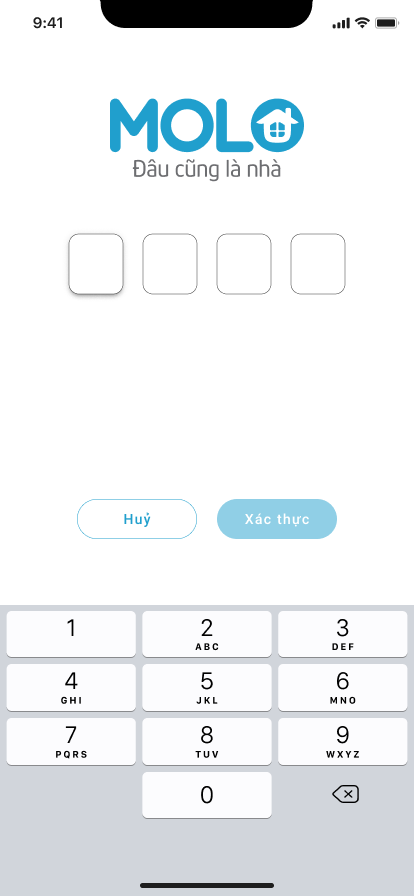 9:41
MOLO
Đâu cũng là nhà
Huỷ
Xác thực
1
2
ABC
3
DEF
4
GHI
5
JKL
6
MNO
7
PQRS
8
TUV
9
WXYZ
0